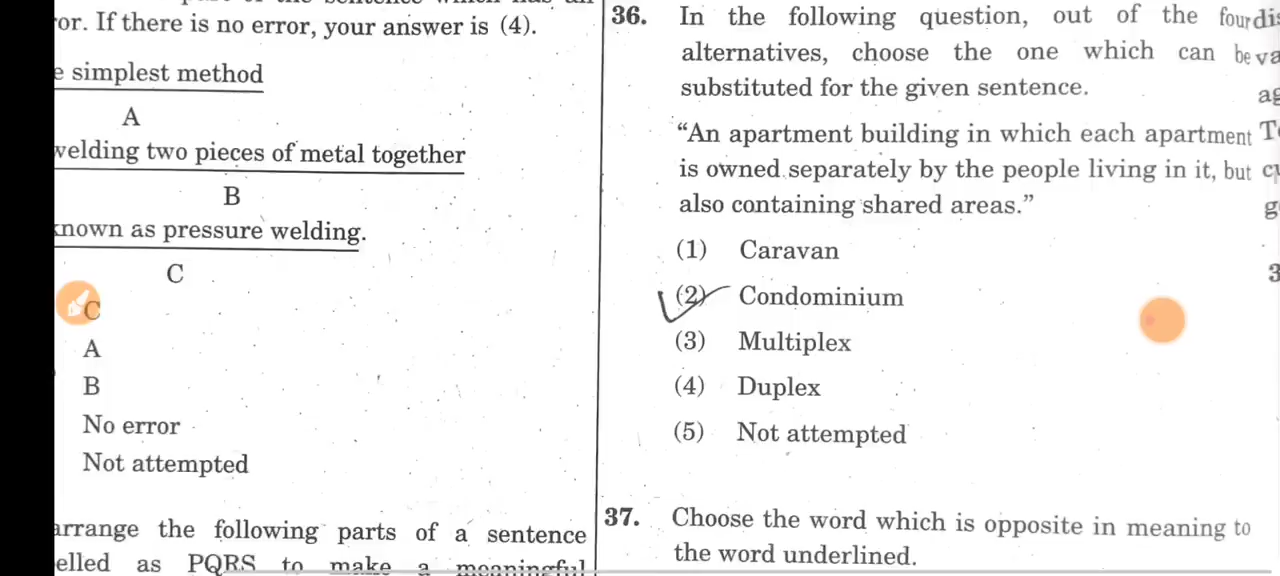 or. If there is no error, your answer is (4).
e simplest method
A
welding two pieces of metal together
B
known as pressure welding.
C
C
A
B
No error
Not attempted
arrange the following parts of a sentence
elled as PQRS to make a meaningful
36. In the following question, out of the four
alternatives, choose the one which can be
substituted for the given sentence.
“An apartment building in which each apartment
is owned separately by the people living in it, but
also containing shared areas.”
(1) Caravan
(2) Condominium
(3) Multiplex
(4) Duplex
(5) Not attempted
37. Choose the word which is opposite in meaning to
the word underlined.